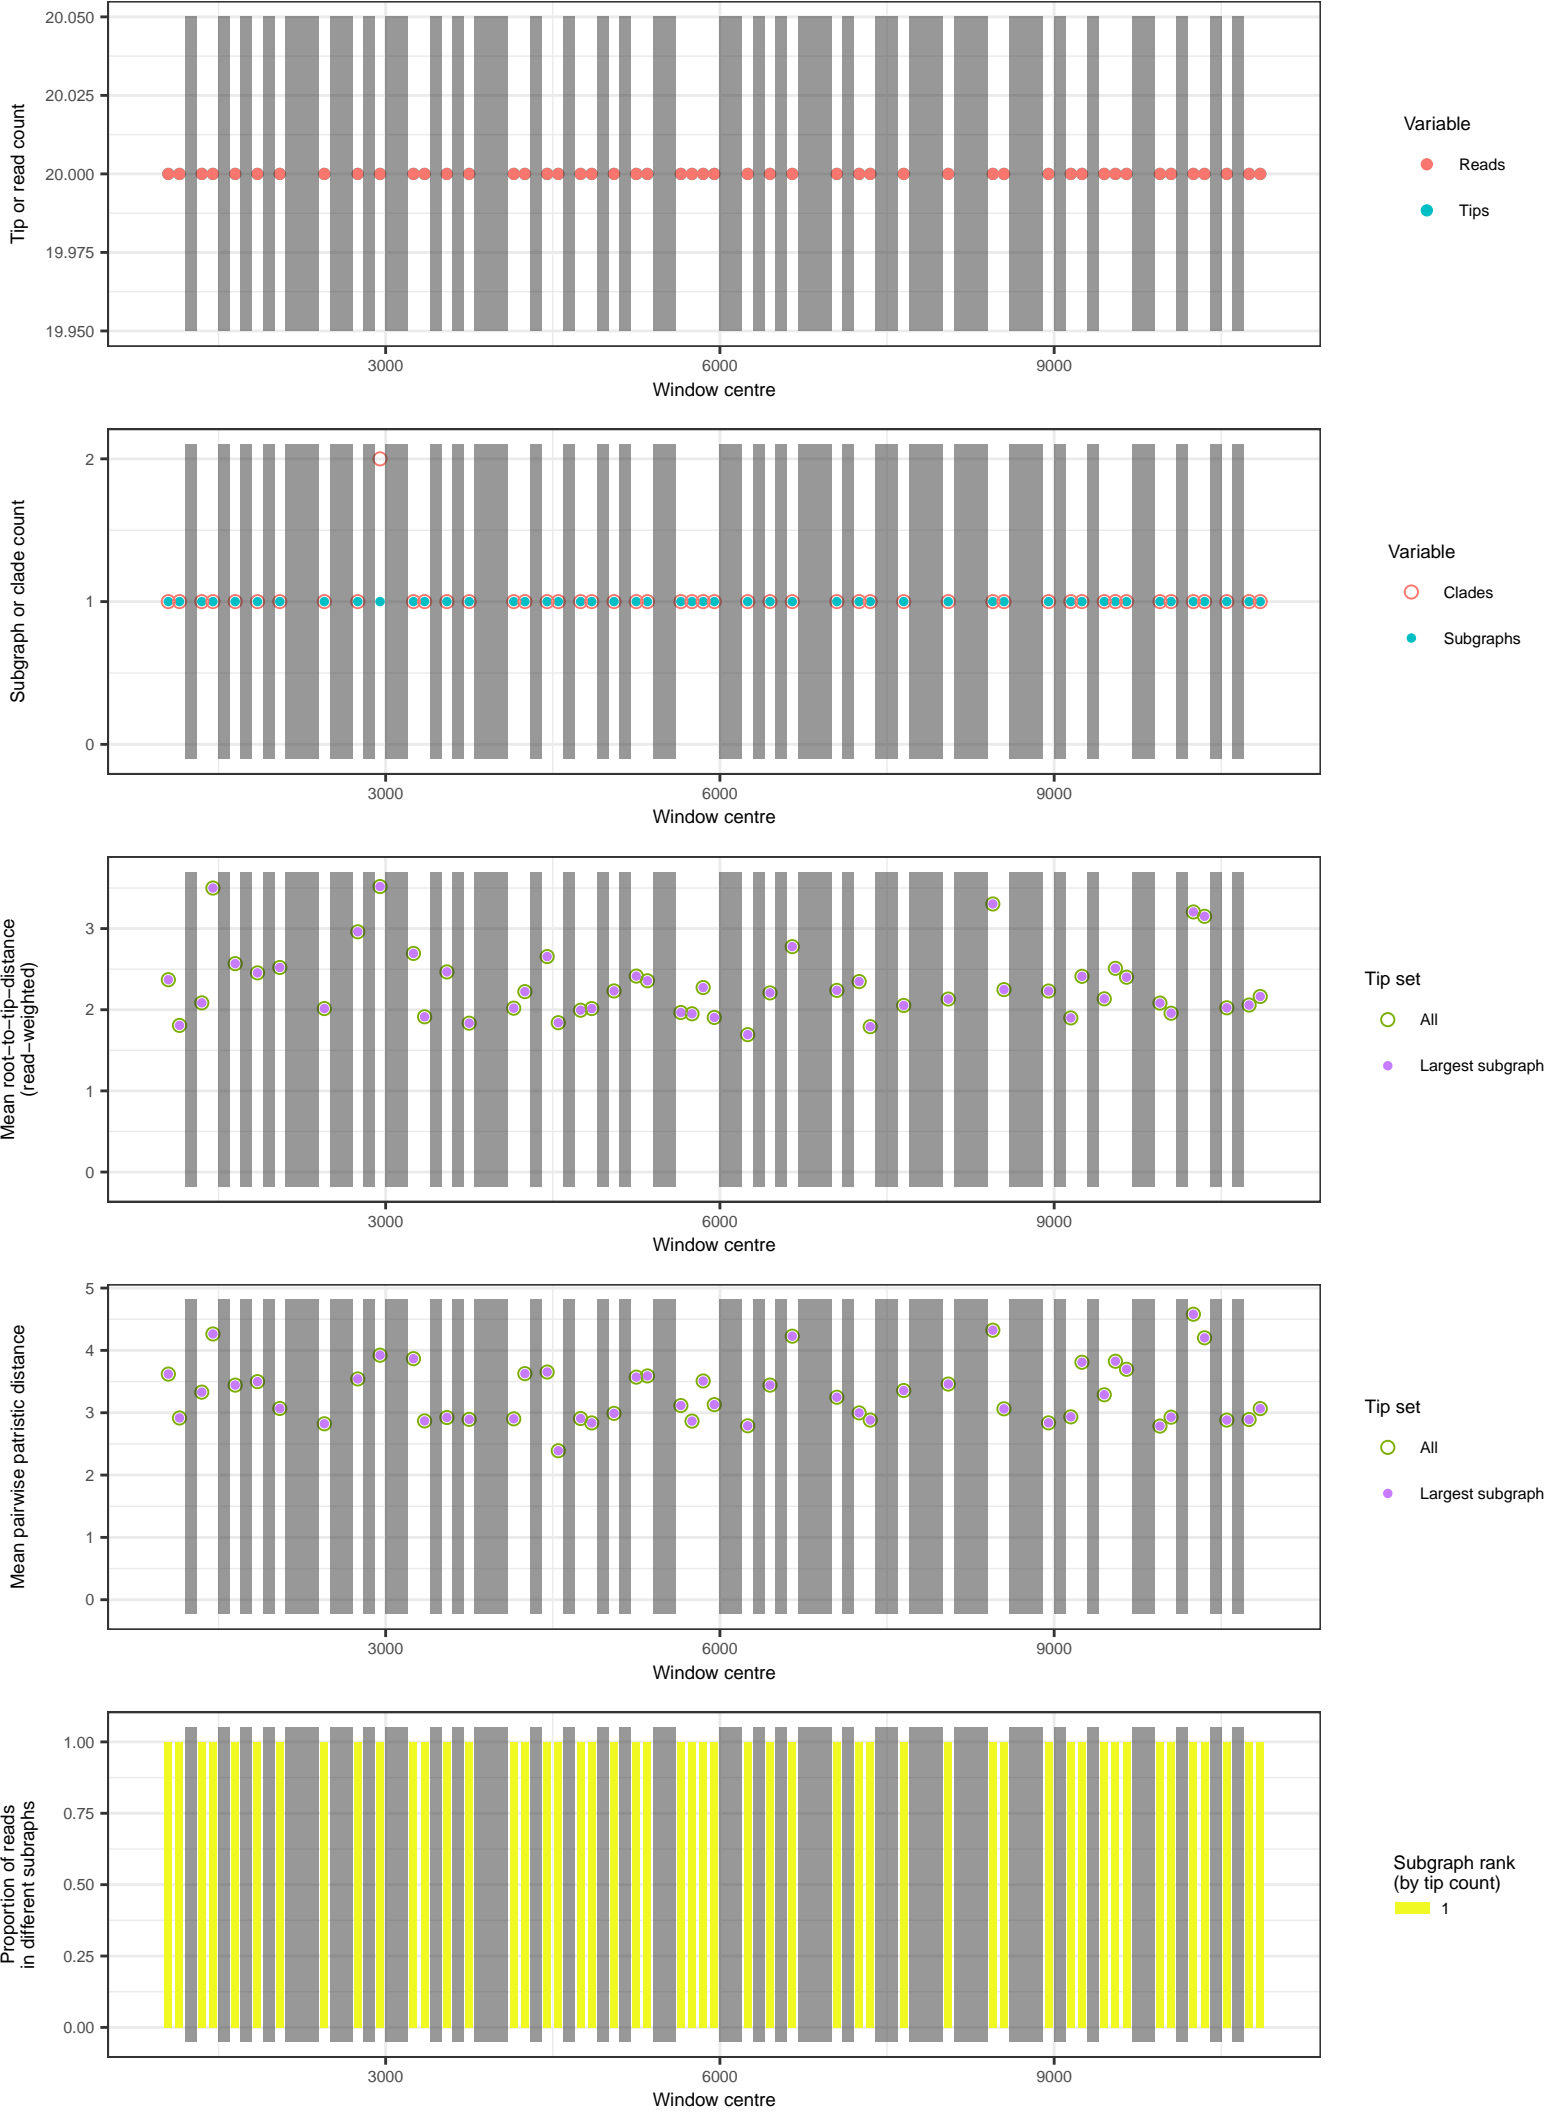 20.050
20.025
20.000
19.975
19.950
Tip or read count
3000
6000
9000
Window centre
Variable
Reads
Tips
2
1
0
Subgraph or clade count
3000
6000
9000
Window centre
Variable
Clades
Subgraphs
3
2
1
0
Mean root−to−tip−distance
(read−weighted)
3000
6000
9000
Window centre
Tip set
All
Largest subgraph
5
4
3
2
1
0
Mean pairwise patristic distance
3000
6000
9000
Window centre
Tip set
All
Largest subgraph
1.00
0.75
0.50
0.25
0.00
Proportion of reads
in different subraphs
3000
6000
9000
Window centre
Subgraph rank
(by tip count)
1